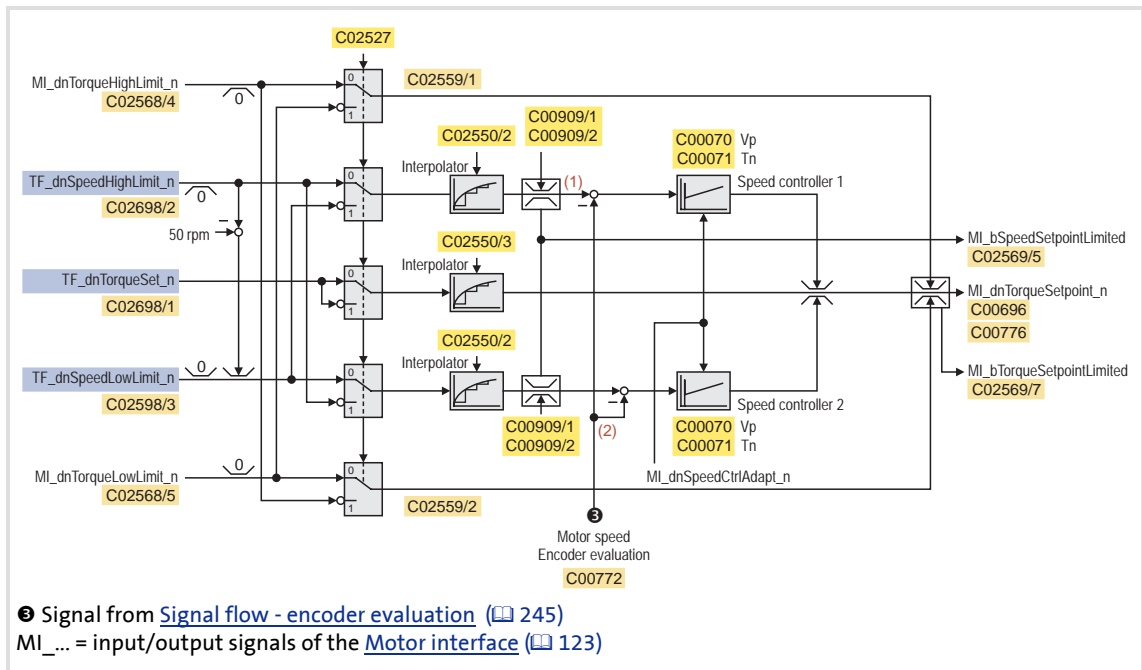 C02527
MI_dnTorqueHighLimit_n
C02568/4
0
0
1
C02559/1
TF_dnSpeedHighLimit_n
C02698/2
0
–
50 rpm
0
1
Interpolator
C02550/2
C00909/1
C00909/2
(1)
–
C00070 Vp
C00071 Tn
Speed controller 1
MI_bSpeedSetpointLimited
C02569/5
TF_dnTorqueSet_n
C02698/1
0
1
C02550/3
Interpolator
MI_dnTorqueSetpoint_n
C00696
C00776
TF_dnSpeedLowLimit_n
C02598/3
0
0
1
C02550/2
Interpolator
C00909/1
C00909/2
–
(2)
Speed controller 2
C00070 Vp
C00071 Tn
MI_bTorqueSetpointLimited
C02569/7
MI_dnTorqueLowLimit_n
C02568/5
0
0
1
C02559/2
MI_dnSpeedCtrlAdapt_n
❸
Motor speed
Encoder evaluation
C00772
❸ Signal from Signal flow - encoder evaluation (🕮 245)
MI_... = input/output signals of the Motor interface (🕮 123)